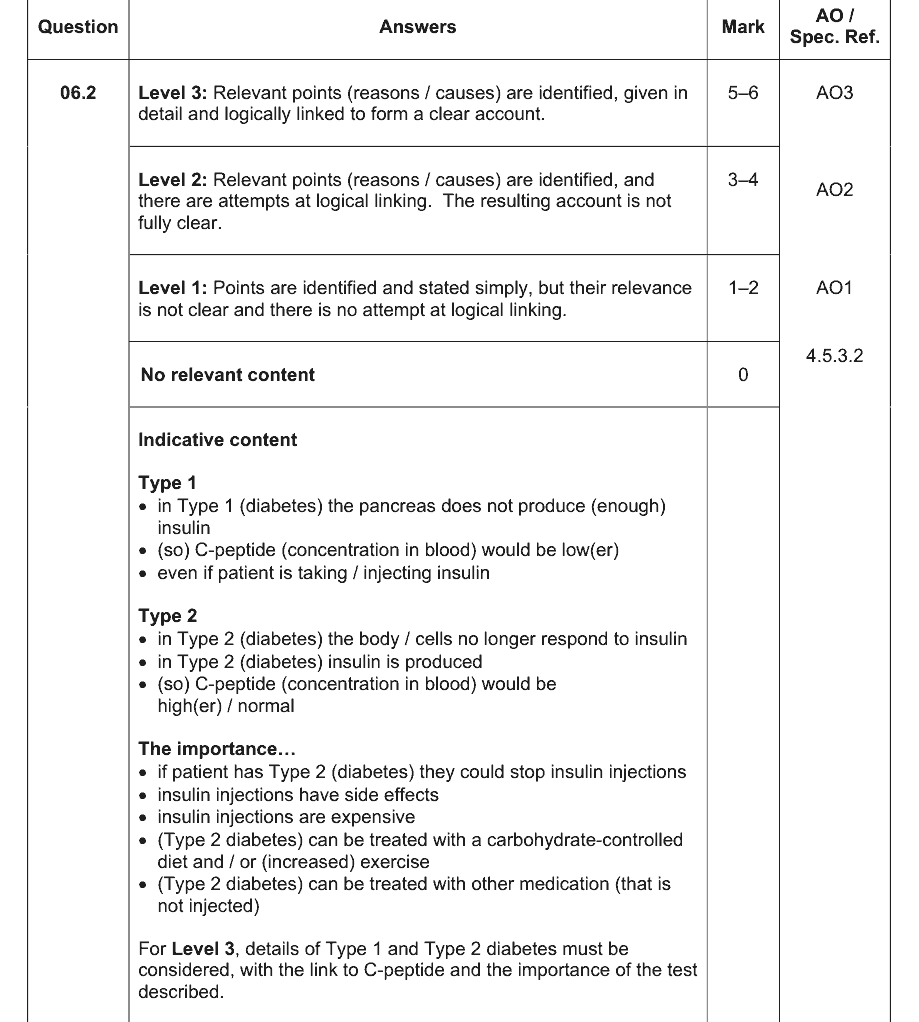 Question Answers Mark AO /
Spec. Ref.
06.2 Level 3: Relevant points (reasons / causes) are identified, given in 5–6 AO3
detail and logically linked to form a clear account.
Level 2: Relevant points (reasons / causes) are identified, and 3–4 AO2
there are attempts at logical linking. The resulting account is not
fully clear.
Level 1: Points are identified and stated simply, but their relevance 1–2 AO1
is not clear and there is no attempt at logical linking.
4.5.3.2
No relevant content 0
Indicative content
Type 1
• in Type 1 (diabetes) the pancreas does not produce (enough)
insulin
• (so) C-peptide (concentration in blood) would be low(er)
• even if patient is taking / injecting insulin
Type 2
• in Type 2 (diabetes) the body / cells no longer respond to insulin
• in Type 2 (diabetes) insulin is produced
• (so) C-peptide (concentration in blood) would be
high(er) / normal
The importance…
• if patient has Type 2 (diabetes) they could stop insulin injections
• insulin injections have side effects
• insulin injections are expensive
• (Type 2 diabetes) can be treated with a carbohydrate-controlled
diet and / or (increased) exercise
• (Type 2 diabetes) can be treated with other medication (that is
not injected)
For Level 3, details of Type 1 and Type 2 diabetes must be
considered, with the link to C-peptide and the importance of the test
described.